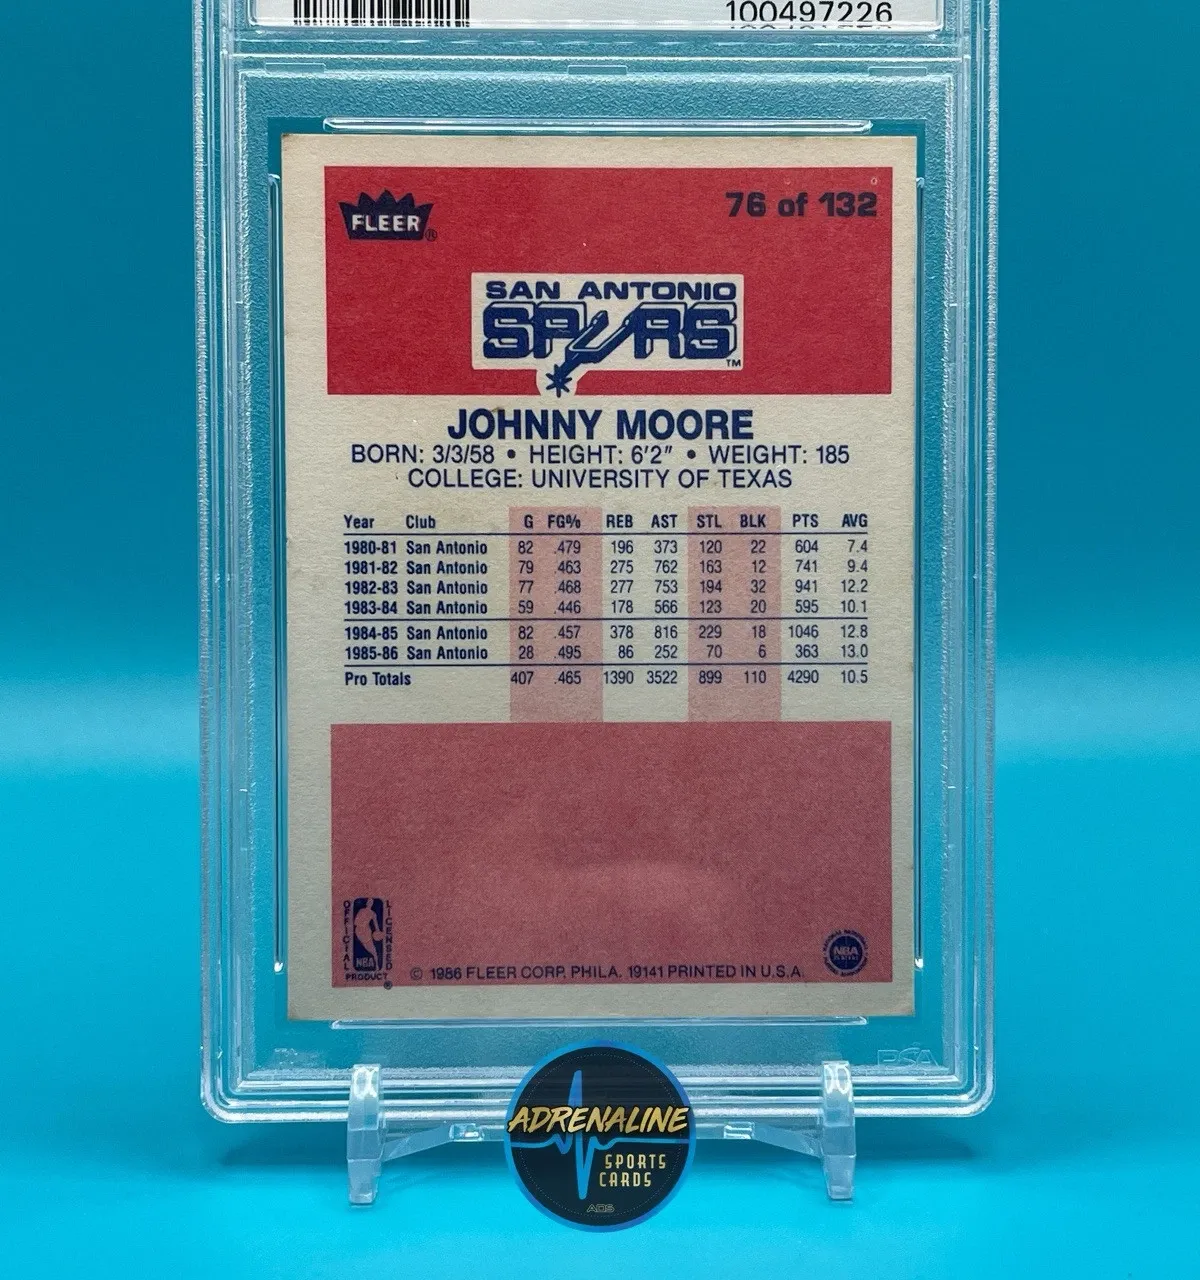 100497226
FLEER®
76 of 132
SAN ANTONIO
SPURS
TM
JOHNNY MOORE
BORN: 3/3/58 • HEIGHT: 6'2" • WEIGHT: 185
COLLEGE: UNIVERSITY OF TEXAS
Year Club G FG% REB AST STL BLK PTS AVG
1980-81 San Antonio 82 .479 196 373 120 22 604 7.4
1981-82 San Antonio 79 .463 275 762 163 12 741 9.4
1982-83 San Antonio 77 .468 277 753 194 32 941 12.2
1983-84 San Antonio 59 .446 178 566 123 20 595 10.1
1984-85 San Antonio 82 .457 378 816 229 18 1046 12.8
1985-86 San Antonio 28 .495 86 252 70 6 363 13.0
Pro Totals 407 .465 1390 3522 899 110 4290 10.5
OFFICIAL LICENSED
NBA
PRODUCT ®
© 1986 FLEER CORP., PHILA. 19141 PRINTED IN U.S.A.
NBA
PLAYERS
PSA
ADRENALINE
SPORTS
CARDS
ADS